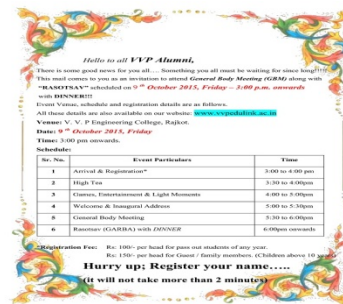 Hello to all VVP Alumni,
There is some good news for you all.... Something you all must be waiting for since long!!!!!
This mail comes to you as an invitation to attend General Body Meeting (GBM) along with
"RASOTSAV" scheduled on 9th October 2015, Friday – 3:00 p.m. onwards
with DINNER!!!
Event Venue, schedule and registration details are as follows.
All these details are also available on our website: www.vvpedulink.ac.in
Venue: V. V. P Engineering College, Rajkot.
Date: 9th October 2015, Friday
Time: 3:00 pm onwards.
Schedule:
Sr. No. Event Particulars Time
1 Arrival & Registration* 3:00 to 4:00 pm
2 High Tea 3:30 to 4:00pm
3 Games, Entertainment & Light Moments 4:00 to 5:00pm
4 Welcome & Inaugural Address 5:00 to 5:30pm
5 General Body Meeting 5:30 to 6:00pm
6 Rasotsav (GARBA) with DINNER 6:00pm onwards
*Registration Fee: Rs: 100/- per head for pass out students of any year.
Rs: 150/- per head for Guest / family members. (Children above 10 year)
Hurry up; Register your name.....
(it will not take more than 2 minutes)